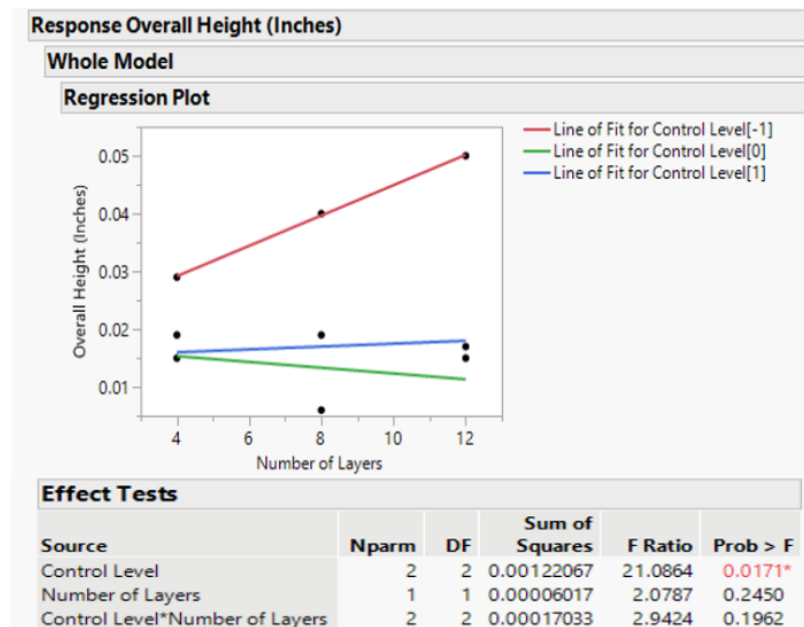 Response Overall Height (Inches)
Whole Model
Regression Plot
Line of Fit for Control Level[-1]
Line of Fit for Control Level[0]
Line of Fit for Control Level[1]
0.05
0.04
0.03
0.02
0.01
Overall Height (Inches)
4 6 8 10 12
Number of Layers
Effect Tests
Sum of
Source Nparm DF Squares F Ratio Prob > F
Control Level 2 2 0.00122067 21.0864 0.0171*
Number of Layers 1 1 0.00006017 2.0787 0.2450
Control Level*Number of Layers 2 2 0.00017033 2.9424 0.1962